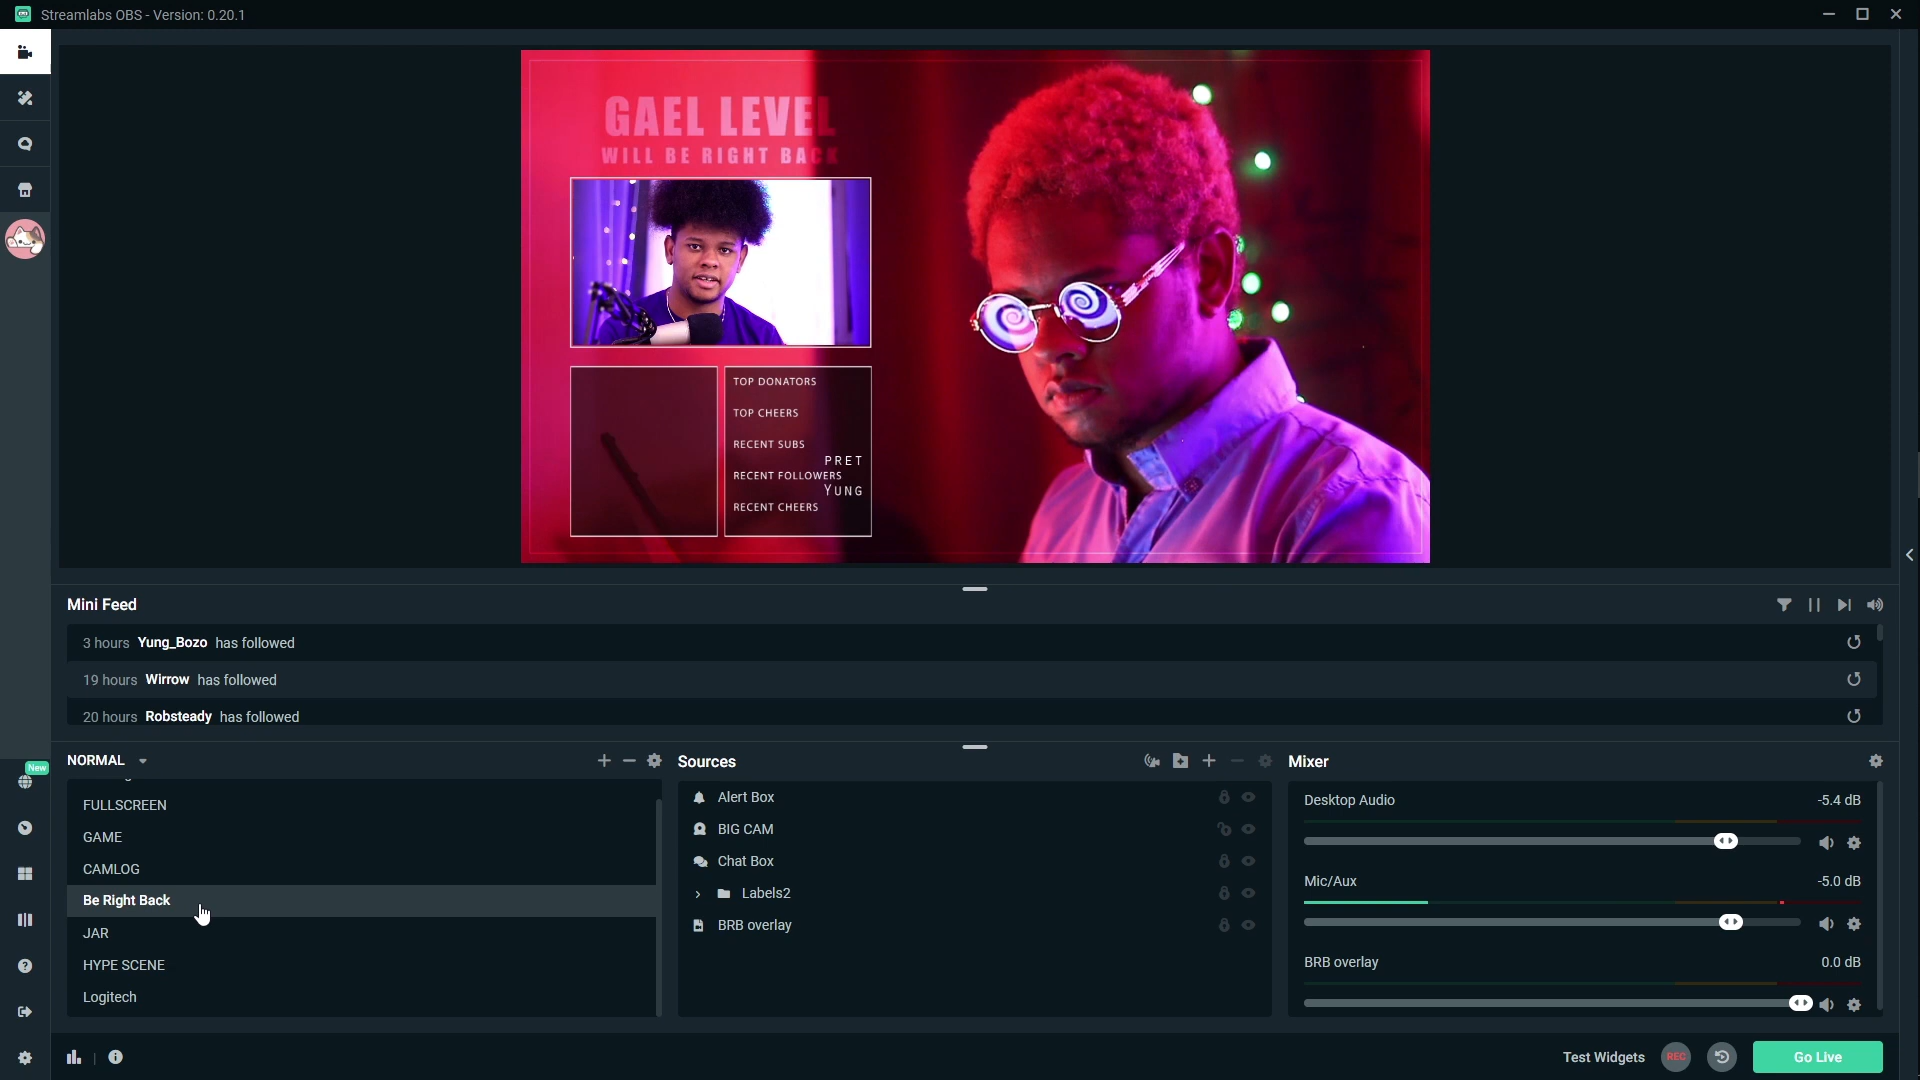 Streamlabs OBS - Version: 0.20.1
GAEL LEVEL
WILL BE RIGHT BACK
TOP DONATORS
TOP CHEERS
RECENT SUBS
PRET
RECENT FOLLOWERS
YUNG
RECENT CHEERS
Mini Feed
3 hours Yung_Bozo has followed
19 hours Wirrow has followed
20 hours Robsteady has followed
New
NORMAL
FULLSCREEN
GAME
CAMLOG
Be Right Back
JAR
HYPE SCENE
Logitech
Sources
Alert Box
BIG CAM
Chat Box
Labels2
BRB overlay
Mixer
Desktop Audio -5.4 dB
Mic/Aux -5.0 dB
BRB overlay 0.0 dB
Test Widgets REC Go Live